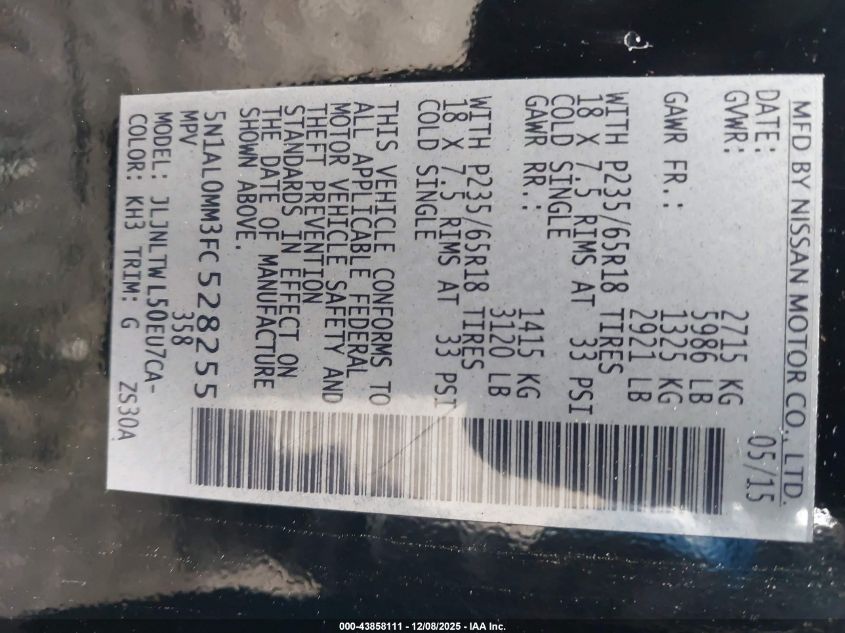 MFD BY NISSAN MOTOR CO., LTD.
DATE: 05/15
GVWR: 2715 KG
5986 LB
GAWR FR.: 1325 KG
2921 LB
WITH P235/65R18 TIRES
18 X 7.5 RIMS AT 33 PSI
COLD SINGLE
GAWR RR.: 1415 KG
3120 LB
WITH P235/65R18 TIRES
18 X 7.5 RIMS AT 33 PSI
COLD SINGLE
THIS VEHICLE CONFORMS TO
ALL APPLICABLE FEDERAL
MOTOR VEHICLE SAFETY AND
THEFT PREVENTION
STANDARDS IN EFFECT ON
THE DATE OF MANUFACTURE
SHOWN ABOVE.
5N1AL0MM3FC528255
MPV 358
MODEL: JLJNLTWL50EU7CA-
COLOR: KH3 TRIM: G ZS30A
000-43858111 - 12/08/2025 - IAA Inc.